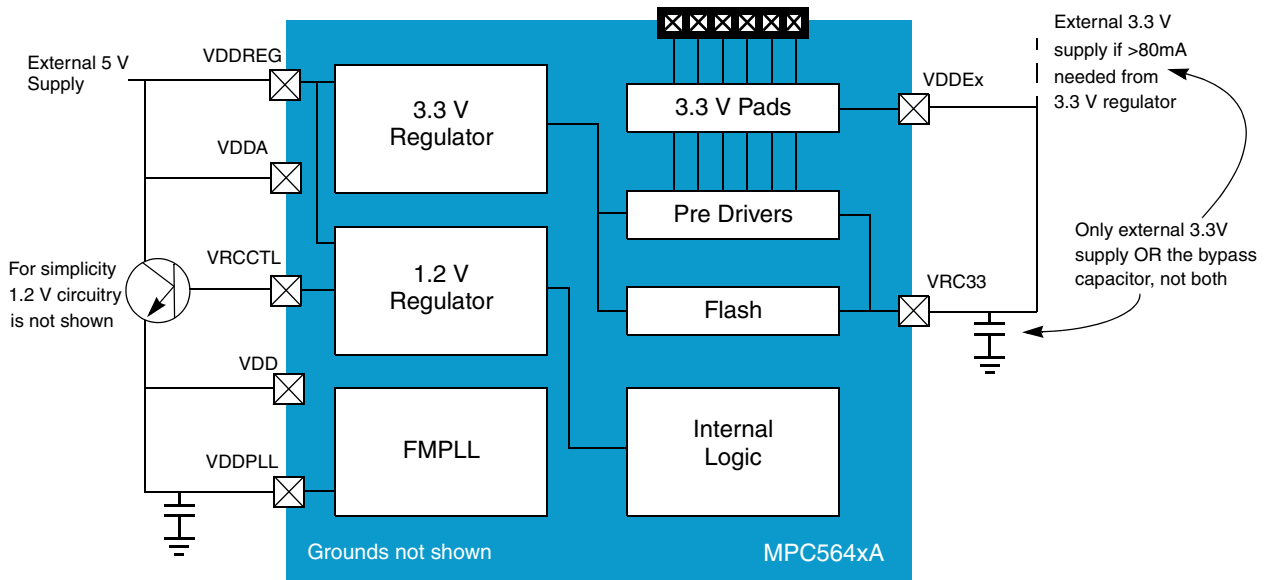 External 5 V
Supply
VDDREG
VDDA
VRCCTL
For simplicity
1.2 V circuitry
is not shown
VDD
VDDPLL
3.3 V
Regulator
1.2 V
Regulator
FMPLL
3.3 V Pads
Pre Drivers
Flash
Internal
Logic
Grounds not shown
MPC564xA
VDDEx
VRC33
External 3.3 V
supply if >80mA
needed from
3.3 V regulator
Only external 3.3V
supply OR the bypass
capacitor, not both